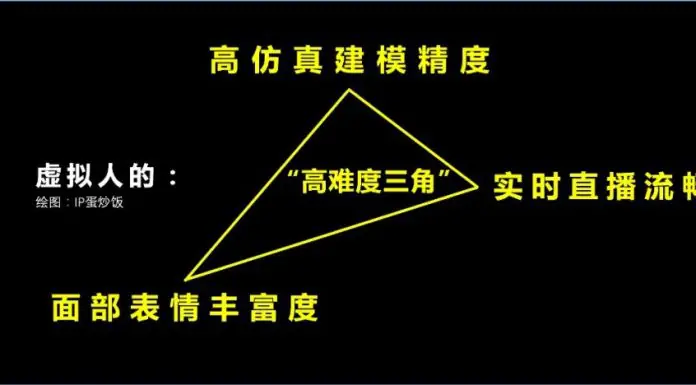 高仿真建模精度
虚拟人的：
“高难度三角”
实时直播流畅
绘图：IP蛋炒饭
面部表情丰富度